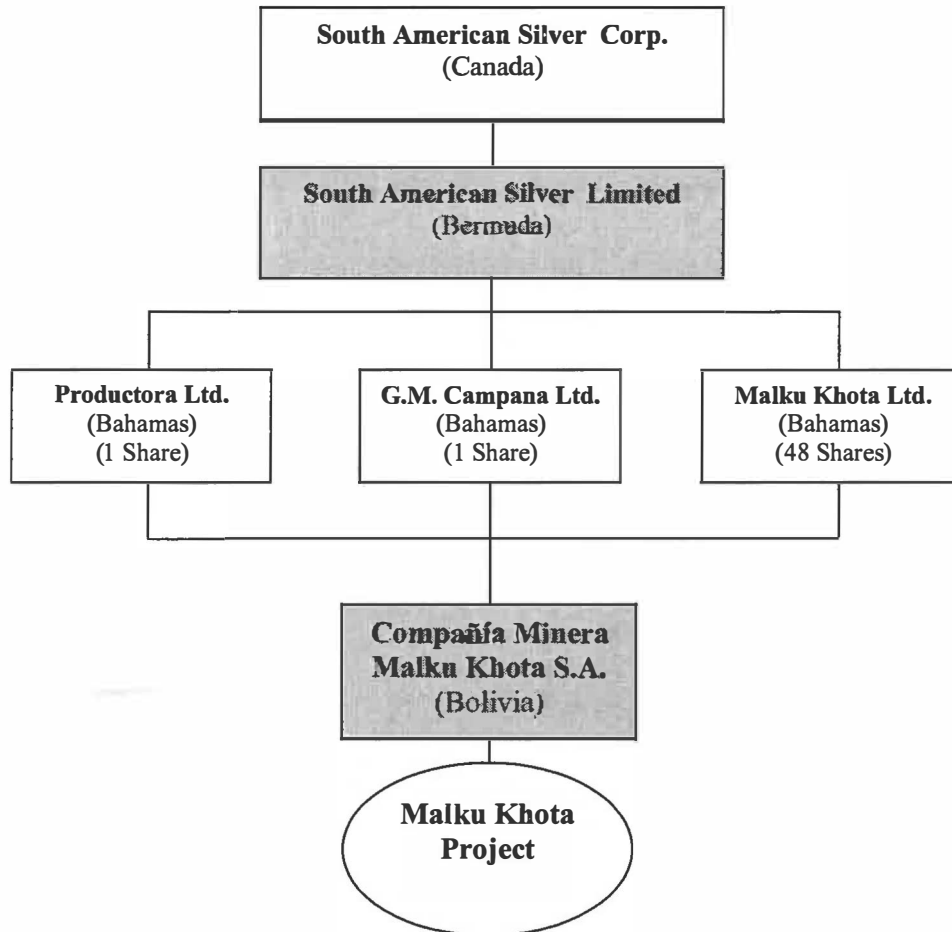 South American Silver Corp.
(Canada)
South American Silver Limited
(Bermuda)
Productora Ltd.
(Bahamas)
(1 Share)
G.M. Campana Ltd.
(Bahamas)
(1 Share)
Malku Khota Ltd.
(Bahamas)
(48 Shares)
Compañía Minera
Malku Khota S.A.
(Bolivia)
Malku Khota
Project